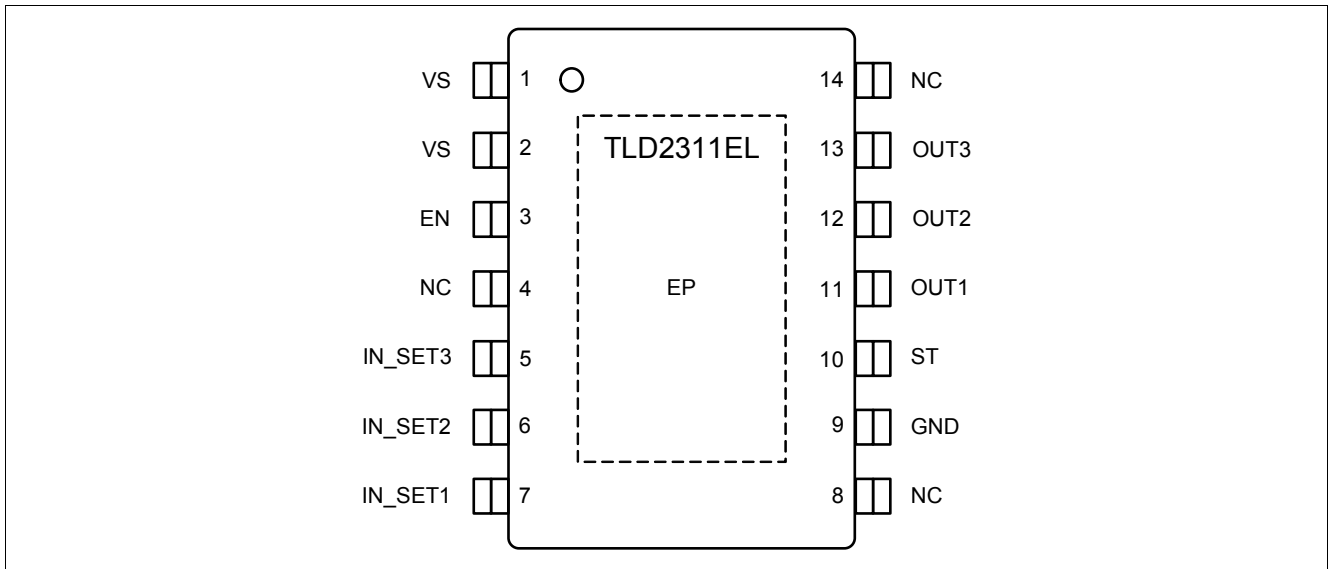 VS 1 14 NC
VS 2 TLD2311EL 13 OUT3
EN 3 12 OUT2
NC 4 EP 11 OUT1
IN_SET3 5 10 ST
IN_SET2 6 9 GND
IN_SET1 7 8 NC